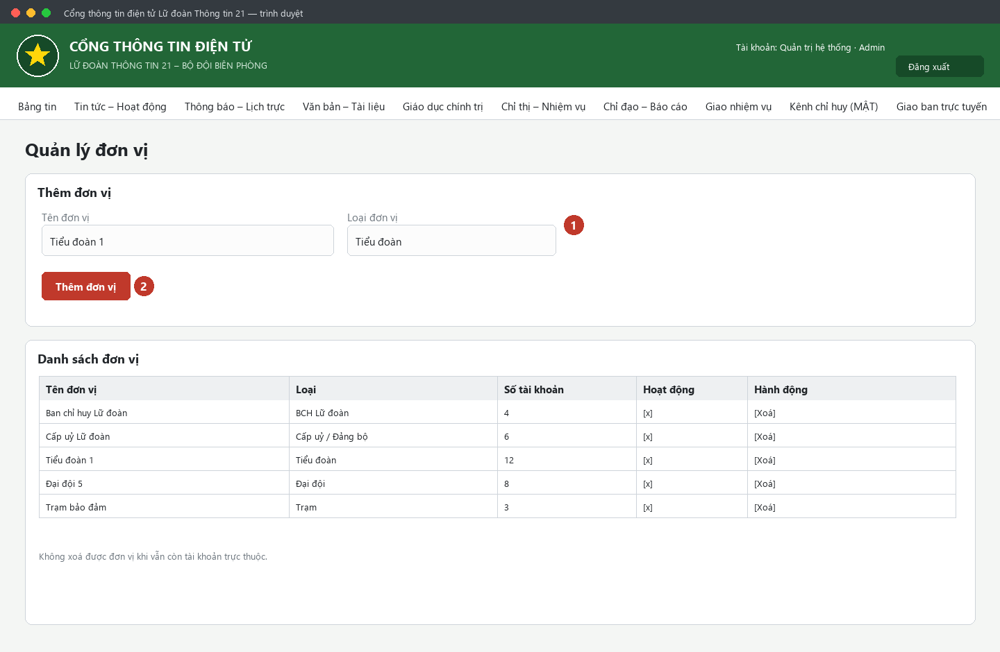 Cổng thông tin điện tử Lữ đoàn Thông tin 21 — trình duyệt
CỔNG THÔNG TIN ĐIỆN TỬ
LỮ ĐOÀN THÔNG TIN 21 – BỘ ĐỘI BIÊN PHÒNG
Tài khoản: Quản trị hệ thống · Admin
Đăng xuất
Bảng tin Tin tức – Hoạt động Thông báo – Lịch trực Văn bản – Tài liệu Giáo dục chính trị Chỉ thị – Nhiệm vụ Chỉ đạo – Báo cáo Giao nhiệm vụ Kênh chỉ huy (MẬT) Giao ban trực tuyến
Quản lý đơn vị
Thêm đơn vị
Tên đơn vị Loại đơn vị
Tiểu đoàn 1 Tiểu đoàn 1
Thêm đơn vị 2
Danh sách đơn vị
Tên đơn vị Loại Số tài khoản Hoạt động Hành động
Ban chỉ huy Lữ đoàn BCH Lữ đoàn 4 [x] [Xoá]
Cấp uỷ Lữ đoàn Cấp uỷ / Đảng bộ 6 [x] [Xoá]
Tiểu đoàn 1 Tiểu đoàn 12 [x] [Xoá]
Đại đội 5 Đại đội 8 [x] [Xoá]
Trạm bảo đảm Trạm 3 [x] [Xoá]
Không xoá được đơn vị khi vẫn còn tài khoản trực thuộc.